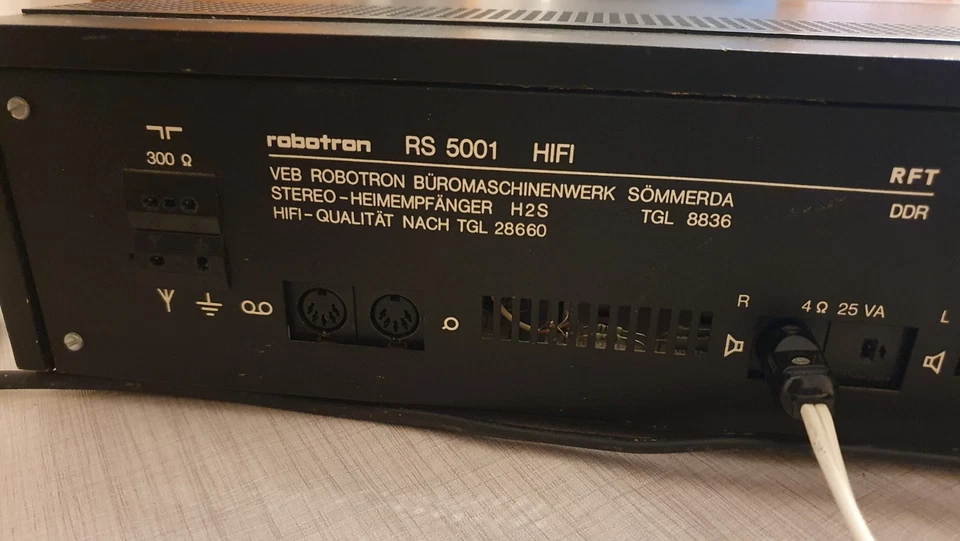 300 Ω
robotron RS 5001 HIFI
RFT
VEB ROBOTRON BÜROMASCHINENWERK SÖMMERDA
DDR
STEREO-HEIMEMPFÄNGER H2S TGL 8836
HIFI-QUALITÄT NACH TGL 28660
R 4 Ω 25 VA L